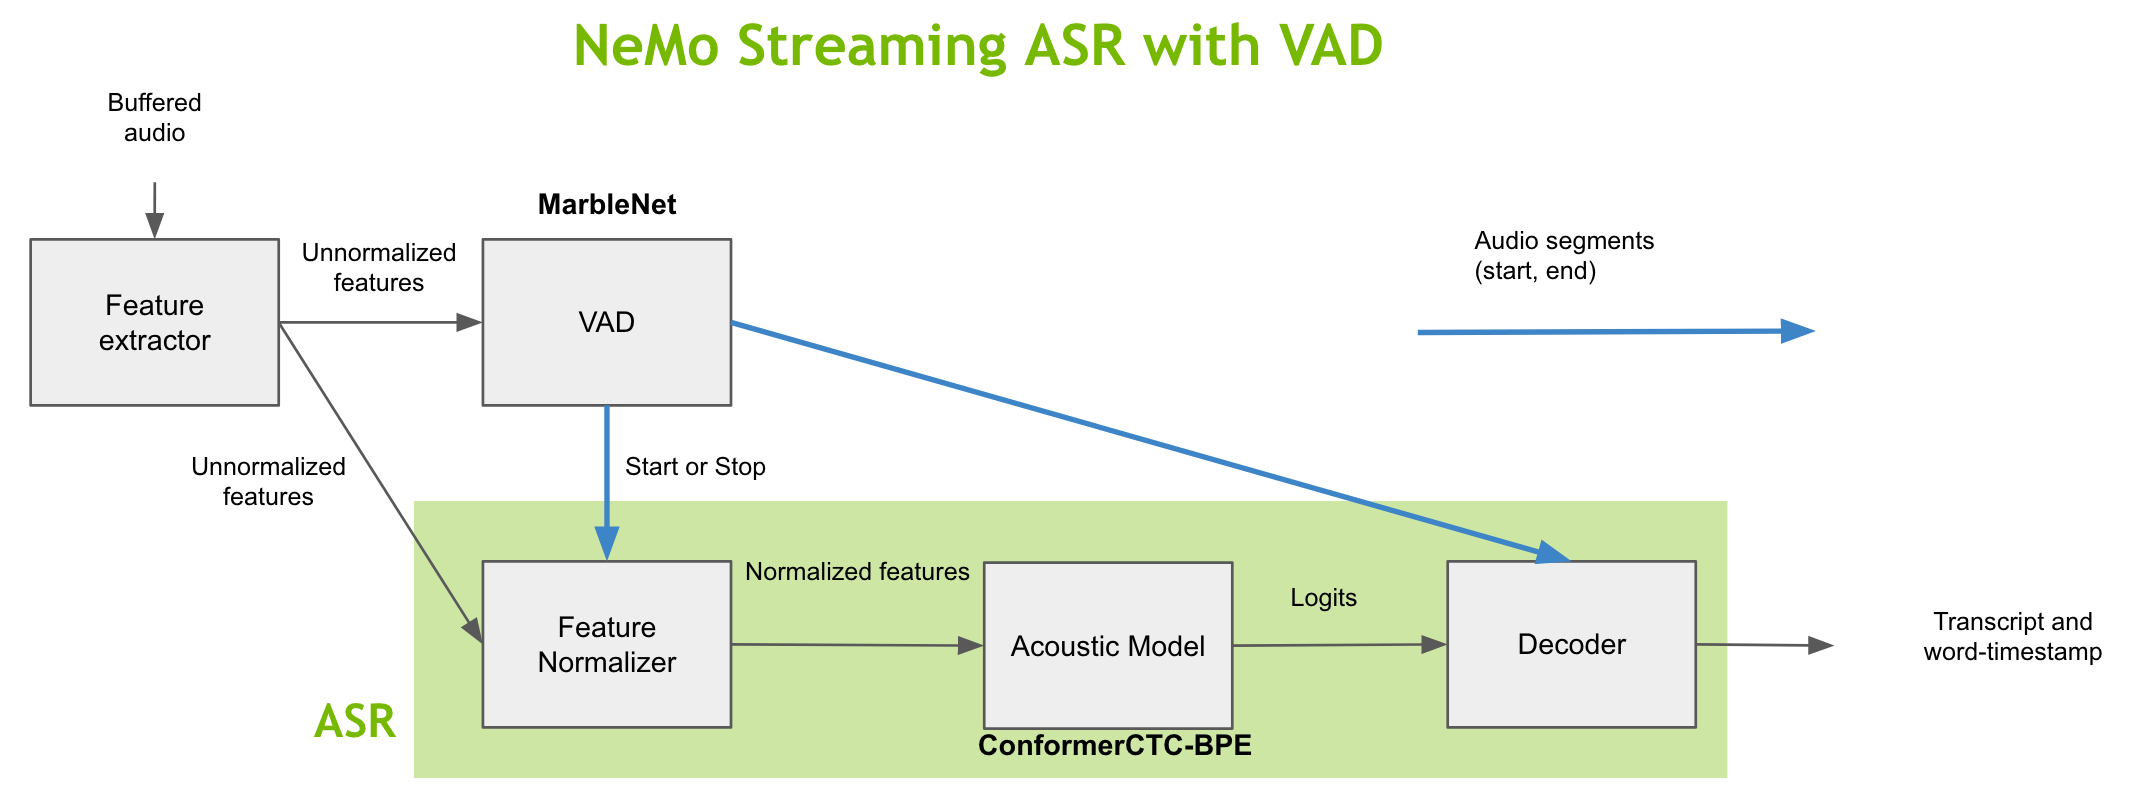 NeMo Streaming ASR with VAD
Buffered
audio
MarbleNet
Unnormalized
features
Audio segments
(start, end)
Feature
extractor
VAD
Unnormalized
features
Start or Stop
Normalized features
Logits
Feature
Normalizer
Acoustic Model
Decoder
Transcript and
word-timestamp
ASR
ConformerCTC-BPE